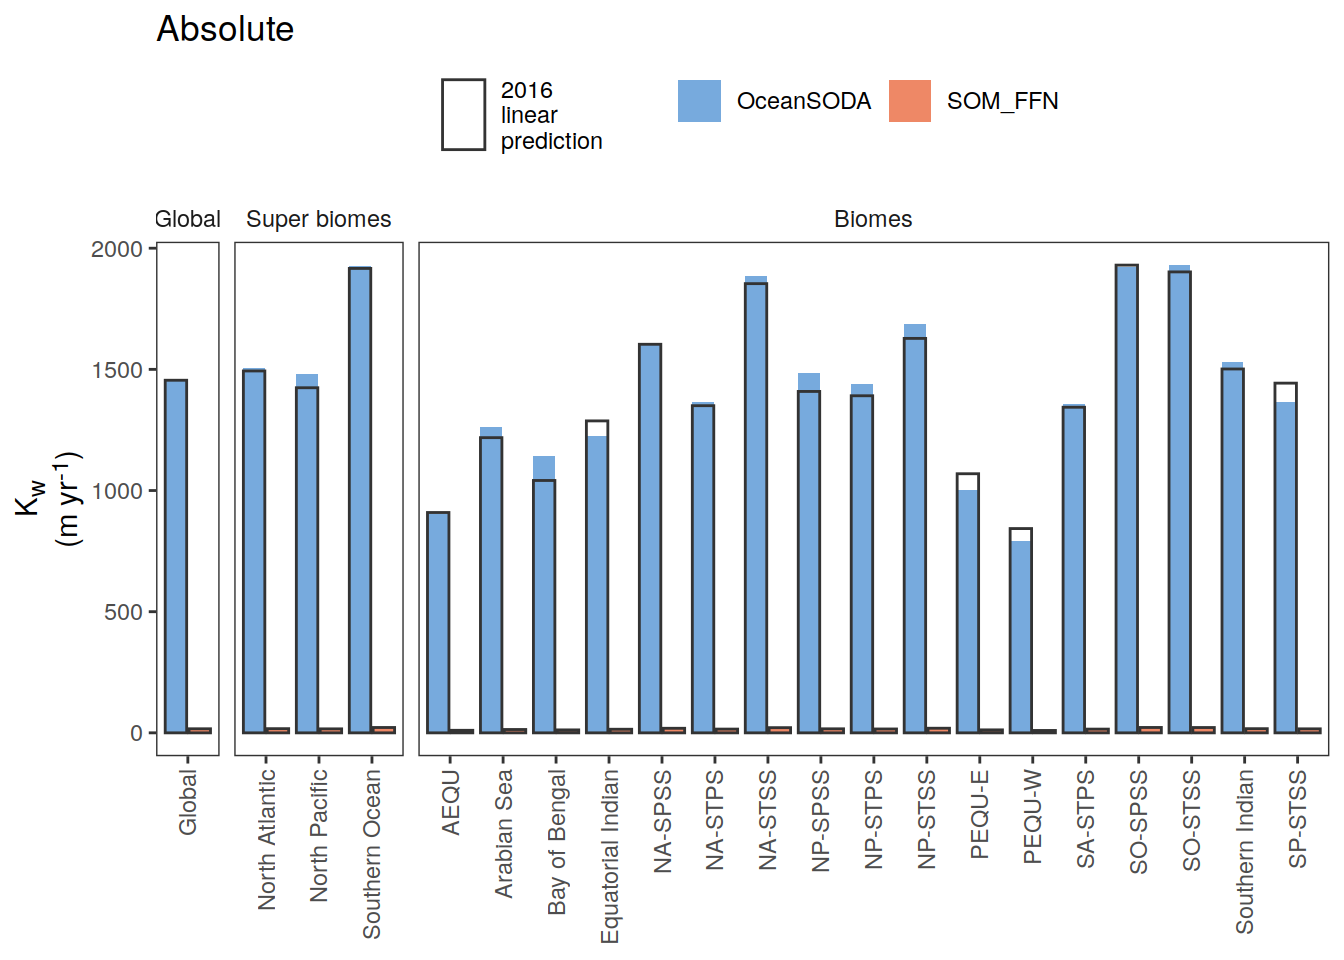 Absolute
2016
linear
prediction
OceanSODA
SOM_FFN
Global
Super biomes
Biomes
2000
1500
1000
500
0
Kw
(m yr-1)
Global
North Atlantic
North Pacific
Southern Ocean
AEQU
Arabian Sea
Bay of Bengal
Equatorial Indian
NA-SPSS
NA-STPS
NA-STSS
NP-SPSS
NP-STPS
NP-STSS
PEQU-E
PEQU-W
SA-STPS
SO-SPSS
SO-STSS
Southern Indian
SP-STSS